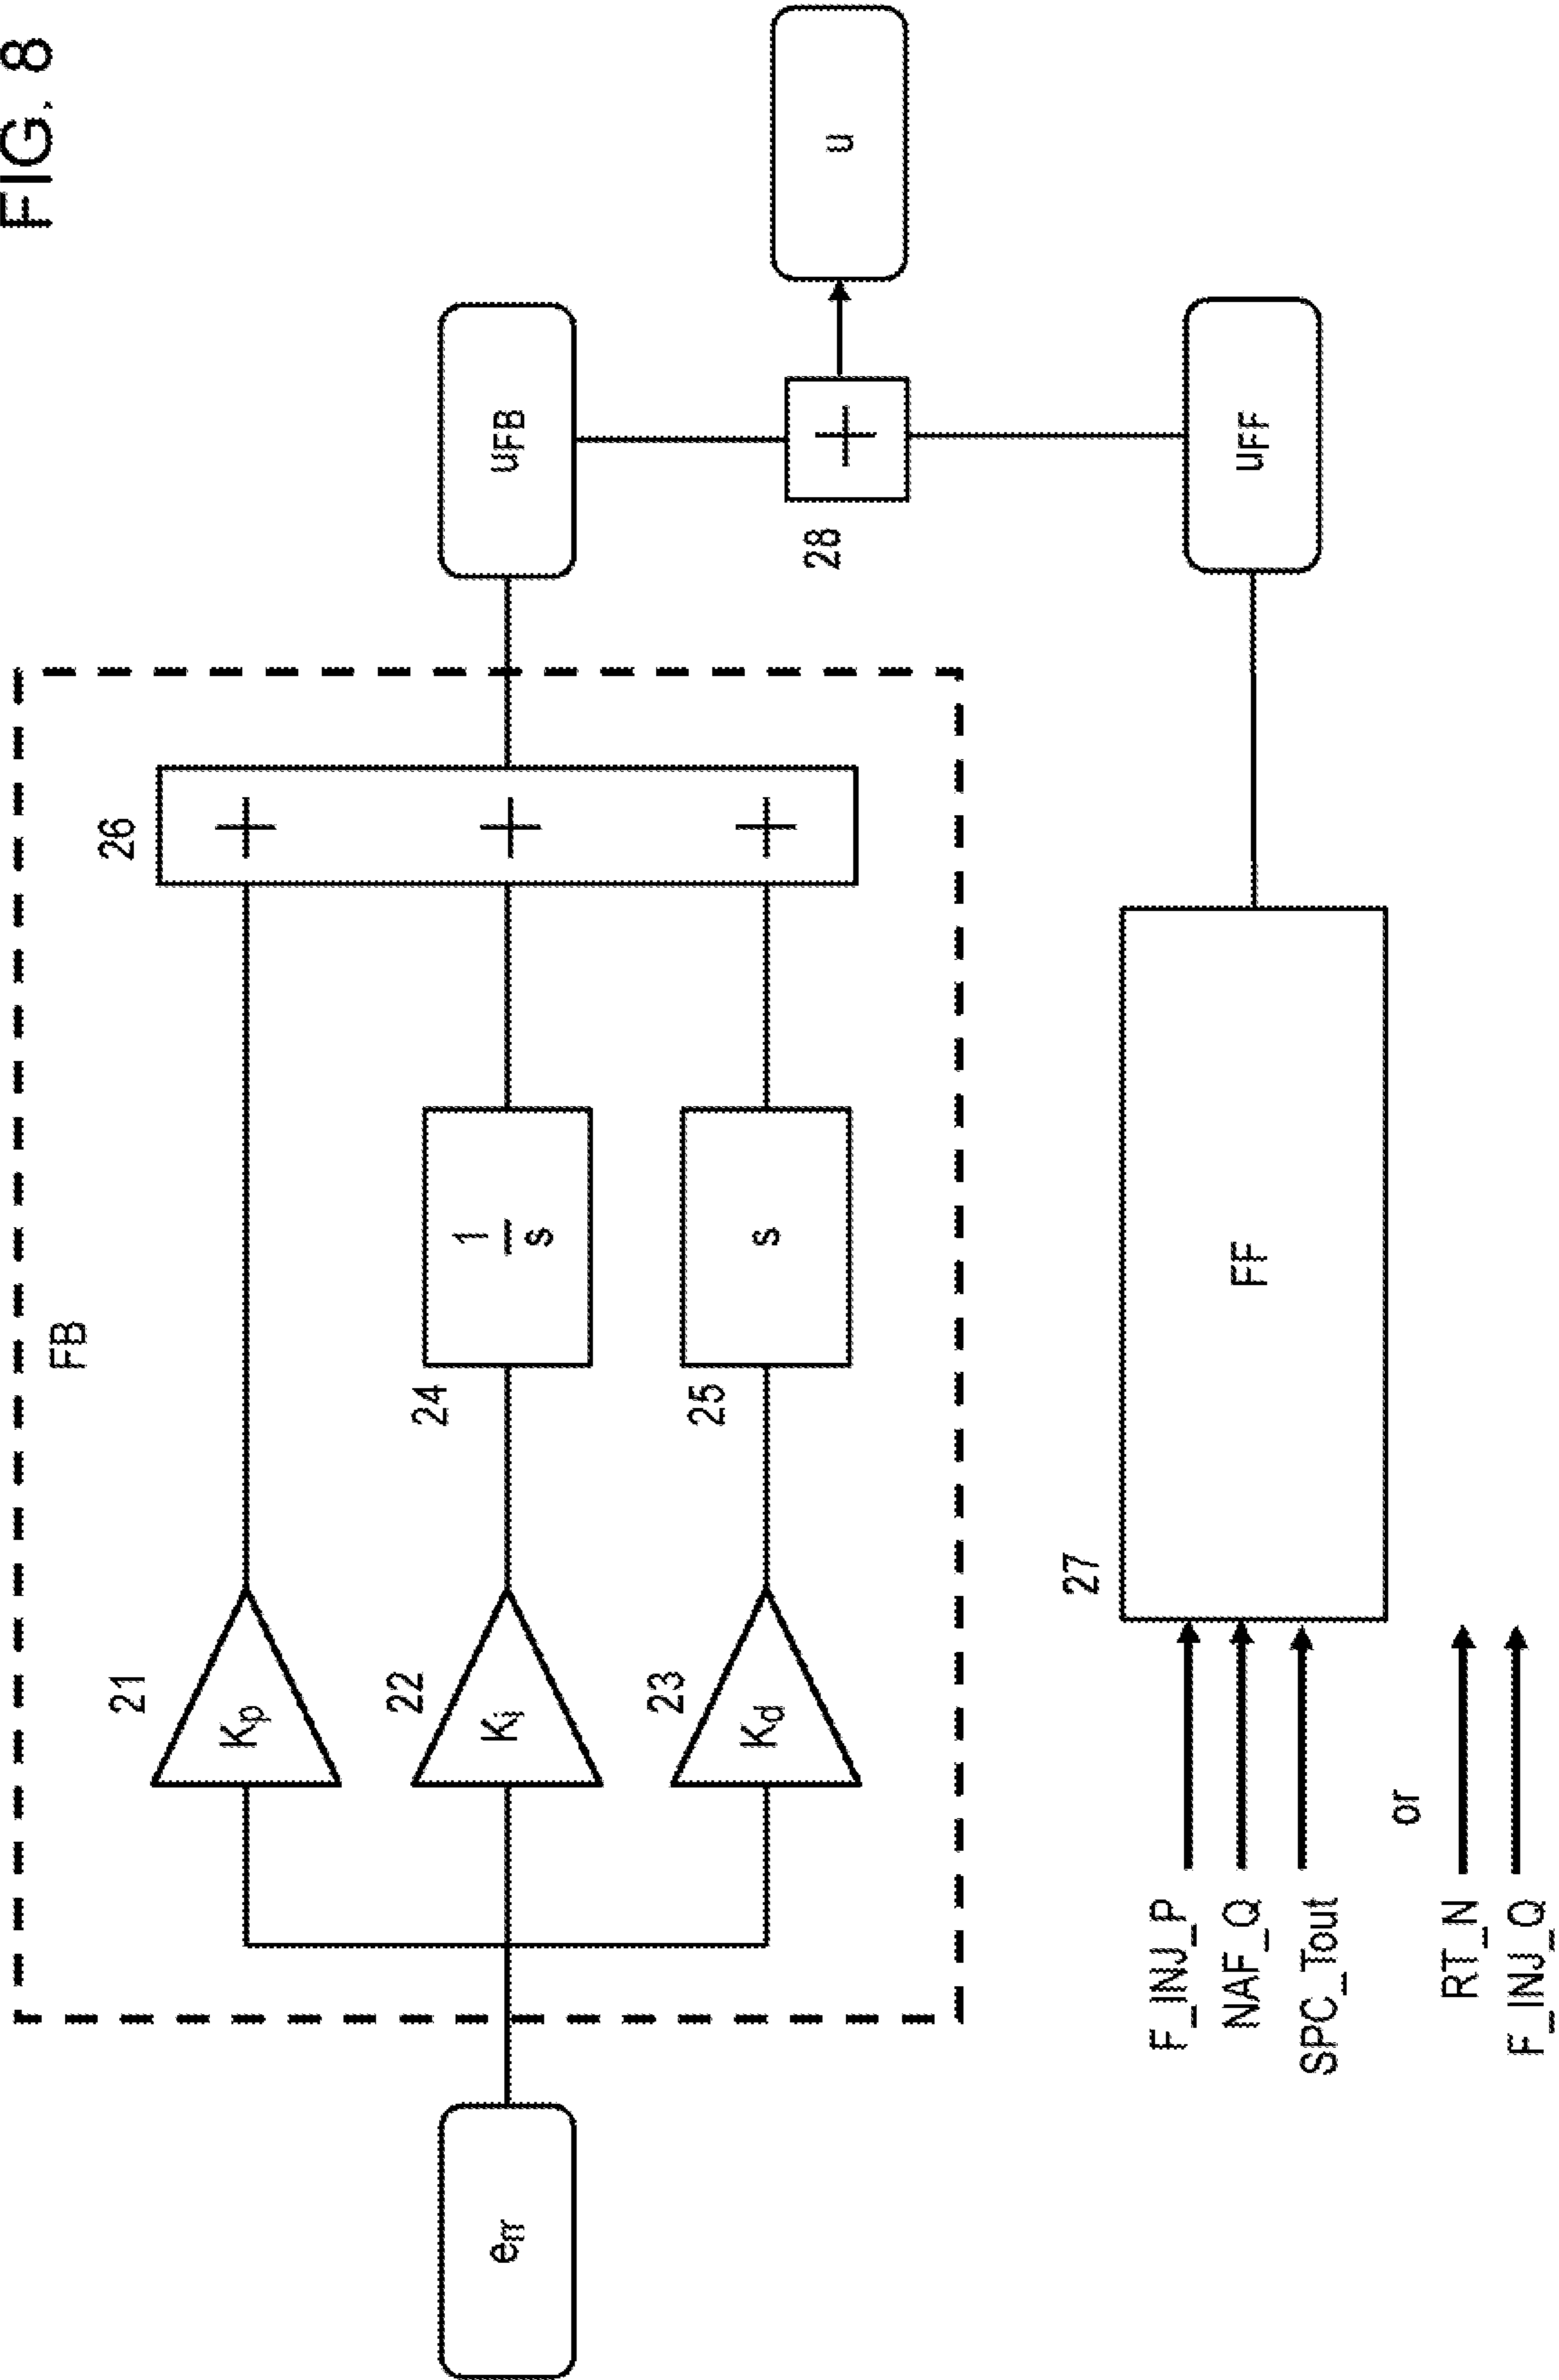 FIG. 8
FB
21
Kp
22
Ki
23
Kd
24
1
s
25
s
26
+
+
+
err
uFB
28
+
u
uFF
27
FF
F_INJ_P
NAF_Q
SPC_Tout
or
RT_N
F_INJ_Q